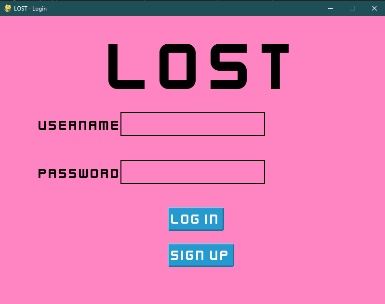 LOST - Login
LOST
USERNAME
PASSWORD
LOG IN
SIGN UP